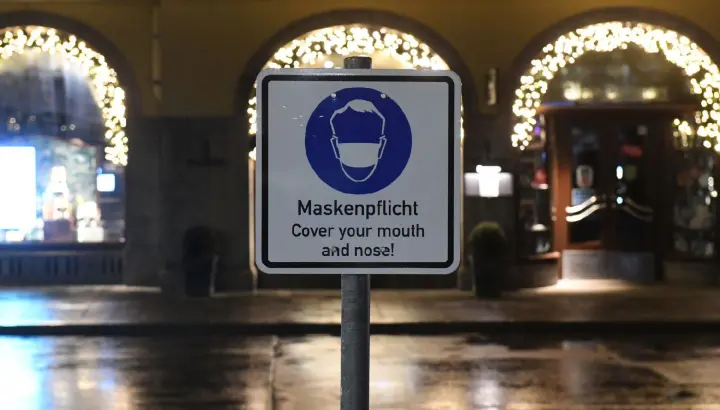 Maskenpflicht
Cover your mouth
and nose!